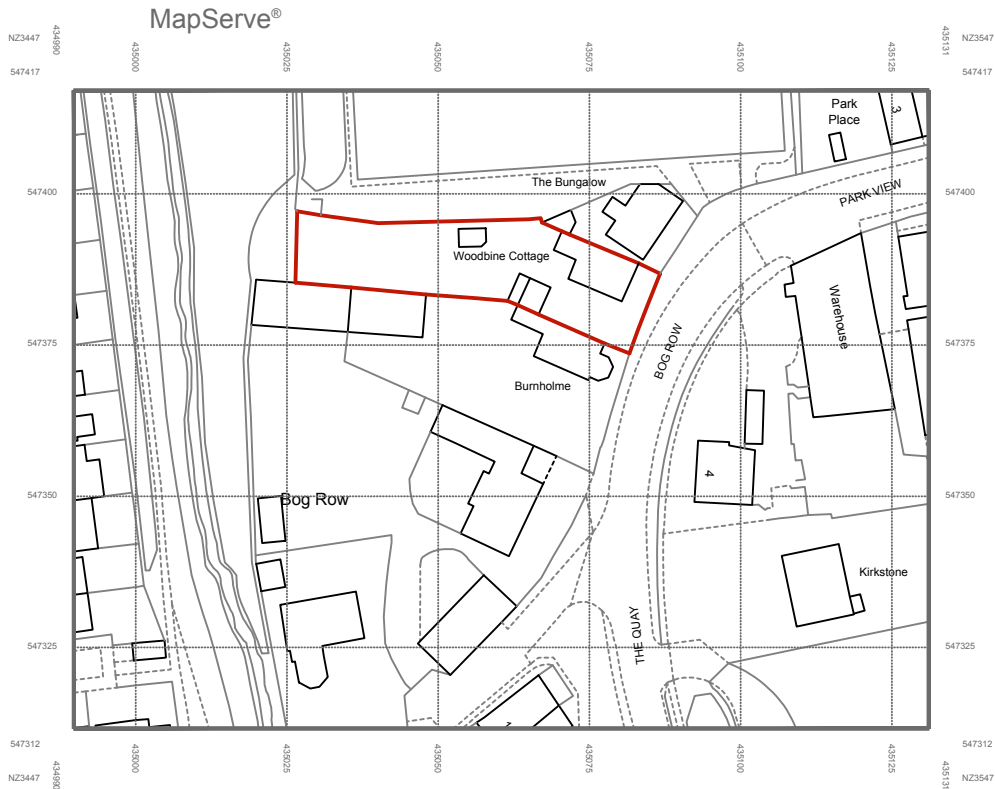 MapServe®
NZ3447
434990
435000
435025
435050
435075
435100
435125
435131
NZ3547
547417
547417
Park
Place
3
The Bungalow
547400
547400
PARK VIEW
Woodbine Cottage
Warehouse
547375
547375
BOG ROW
Burnholme
4
547350
Bog Row
547350
Kirkstone
THE QUAY
547325
547325
1
547312
547312
NZ3447
434990
435000
435025
435050
435075
435100
435125
435131
NZ3547